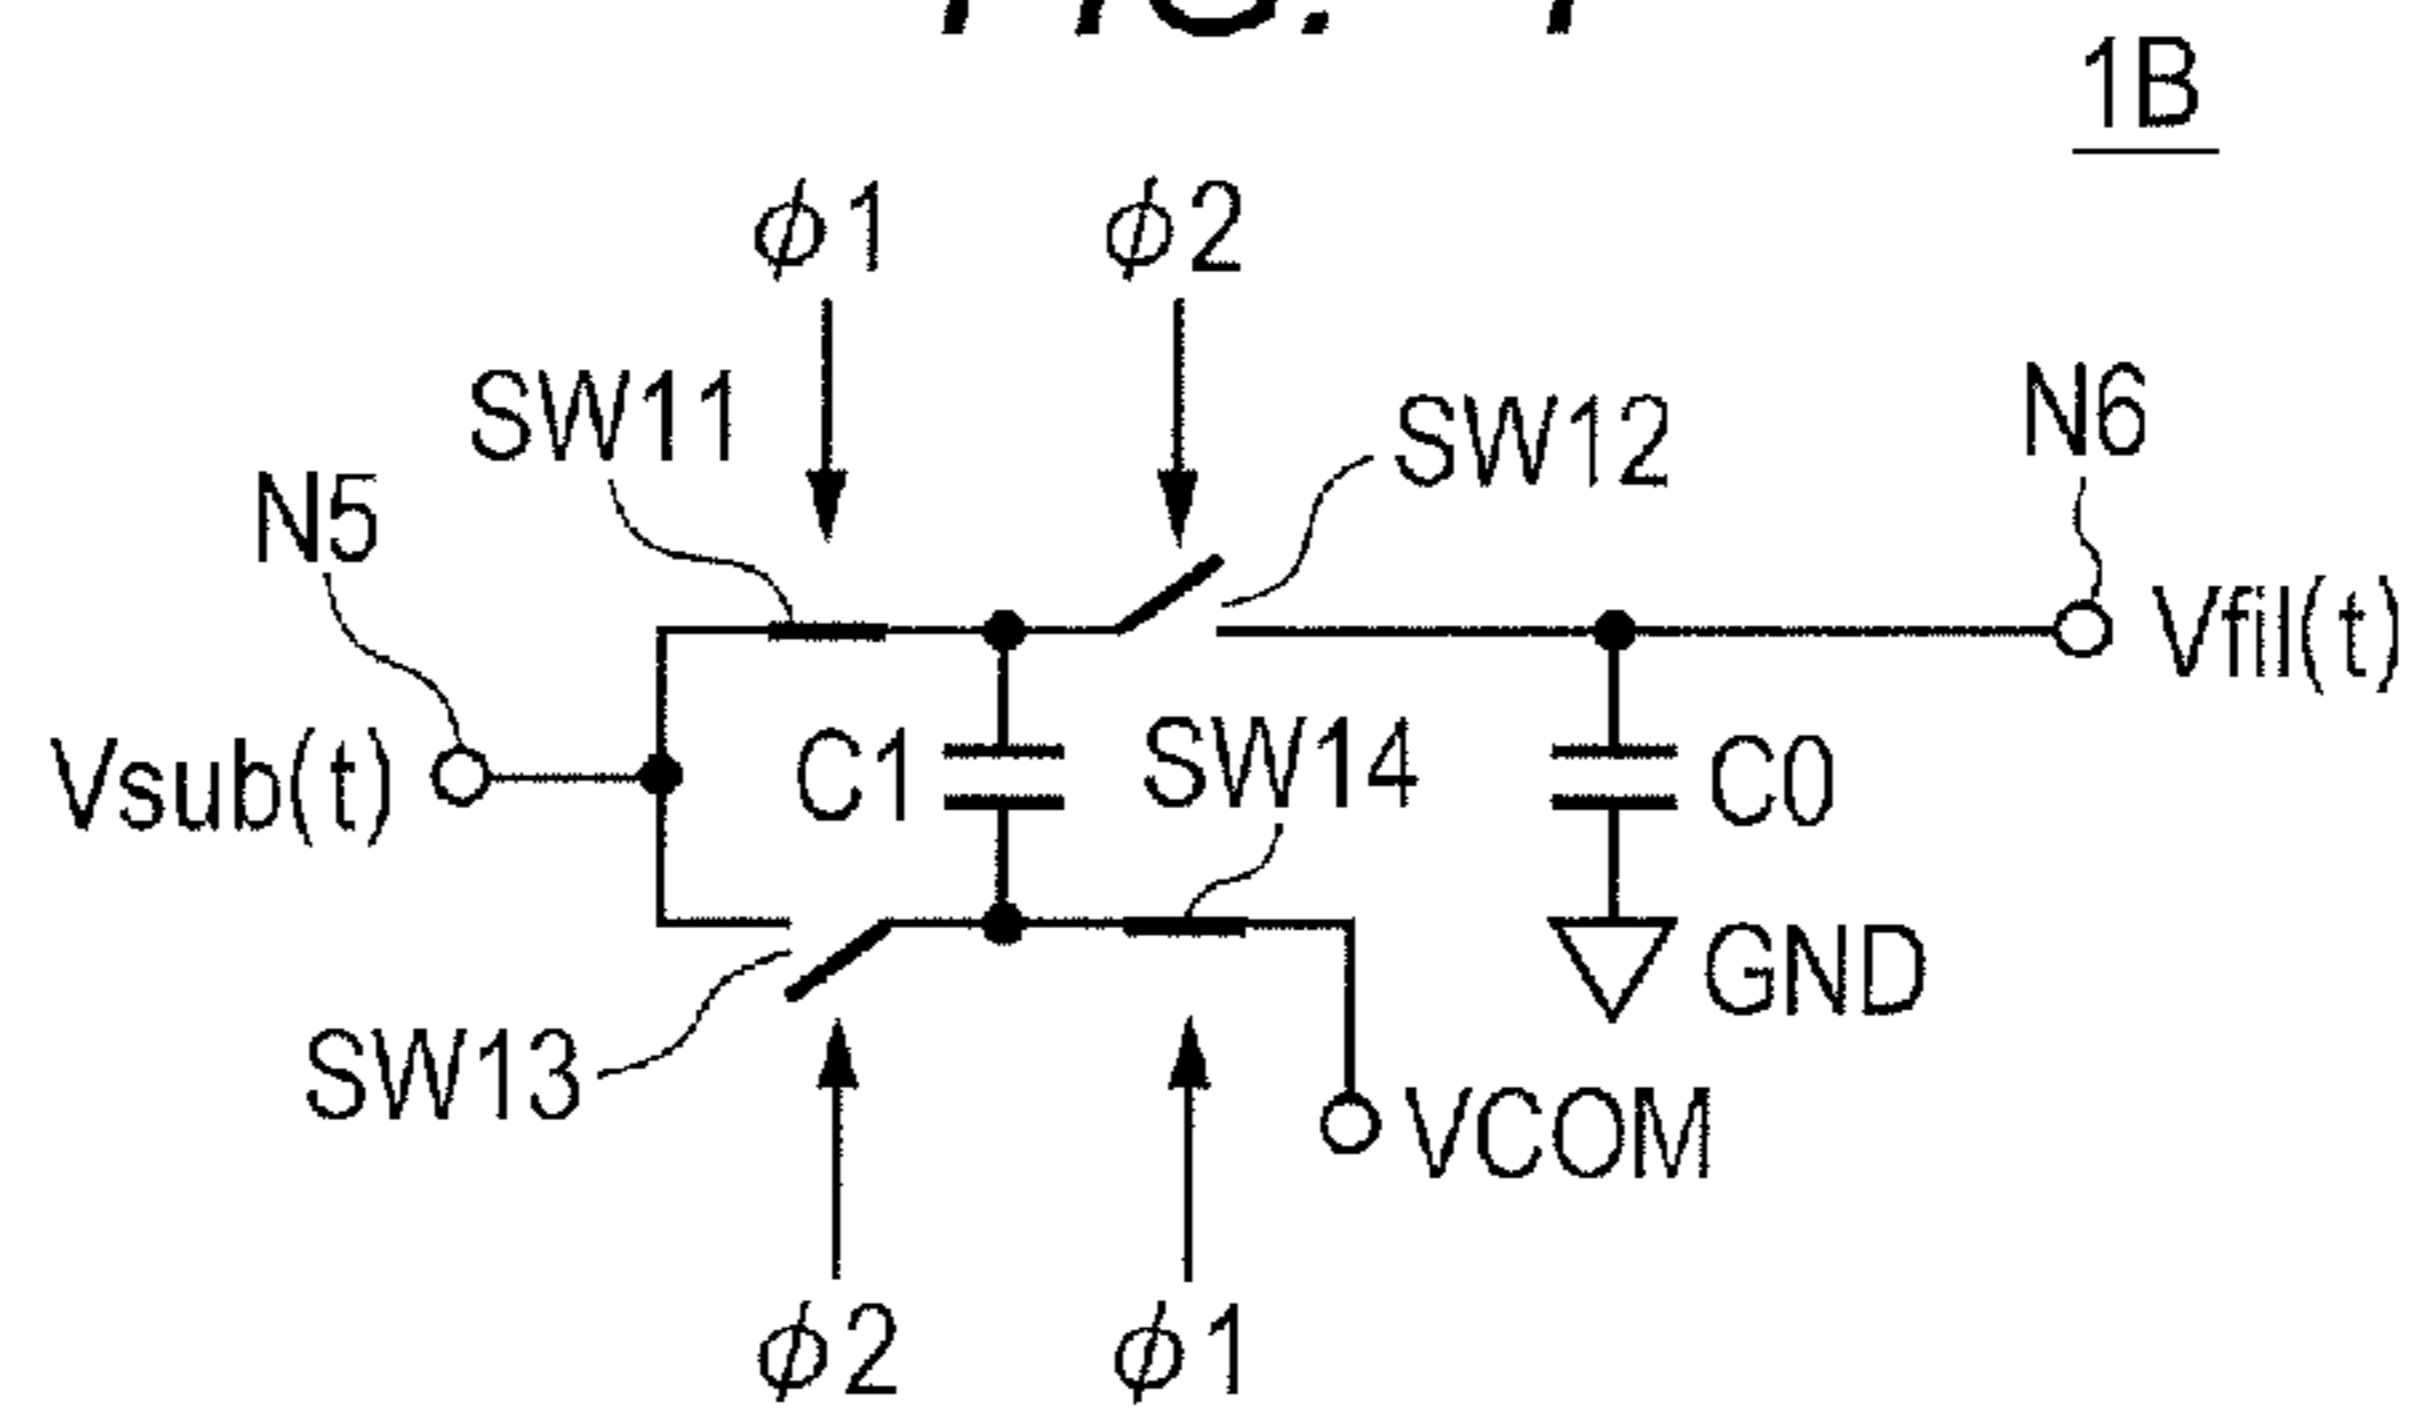 1B
ϕ1 ϕ2
SW11
SW12
N6
N5
Vfil(t)
Vsub(t)
C1
SW14
C0
GND
SW13
VCOM
ϕ2 ϕ1